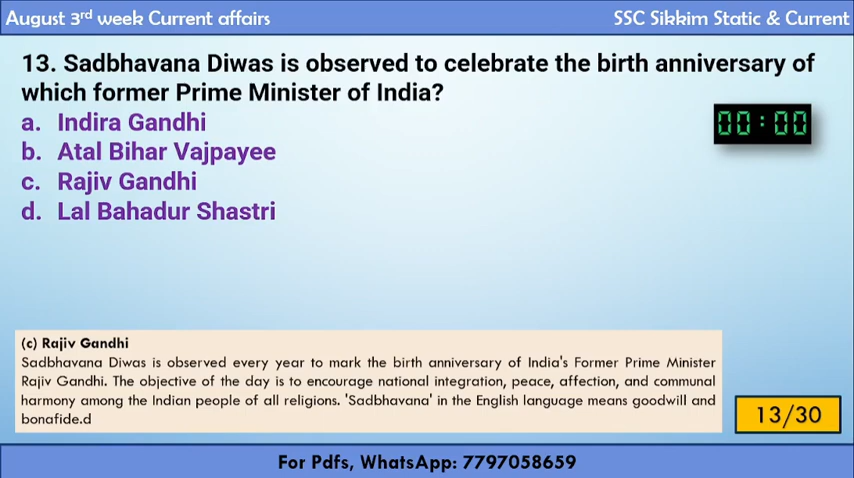 August 3rd week Current affairs
SSC Sikkim Static & Current
13. Sadbhavana Diwas is observed to celebrate the birth anniversary of
which former Prime Minister of India?
a. Indira Gandhi
b. Atal Bihar Vajpayee
c. Rajiv Gandhi
d. Lal Bahadur Shastri
00:00
(c) Rajiv Gandhi
Sadbhavana Diwas is observed every year to mark the birth anniversary of India's Former Prime Minister
Rajiv Gandhi. The objective of the day is to encourage national integration, peace, affection, and communal
harmony among the Indian people of all religions. 'Sadbhavana' in the English language means goodwill and
bonafide.d
13/30
For Pdfs, WhatsApp: 7797058659